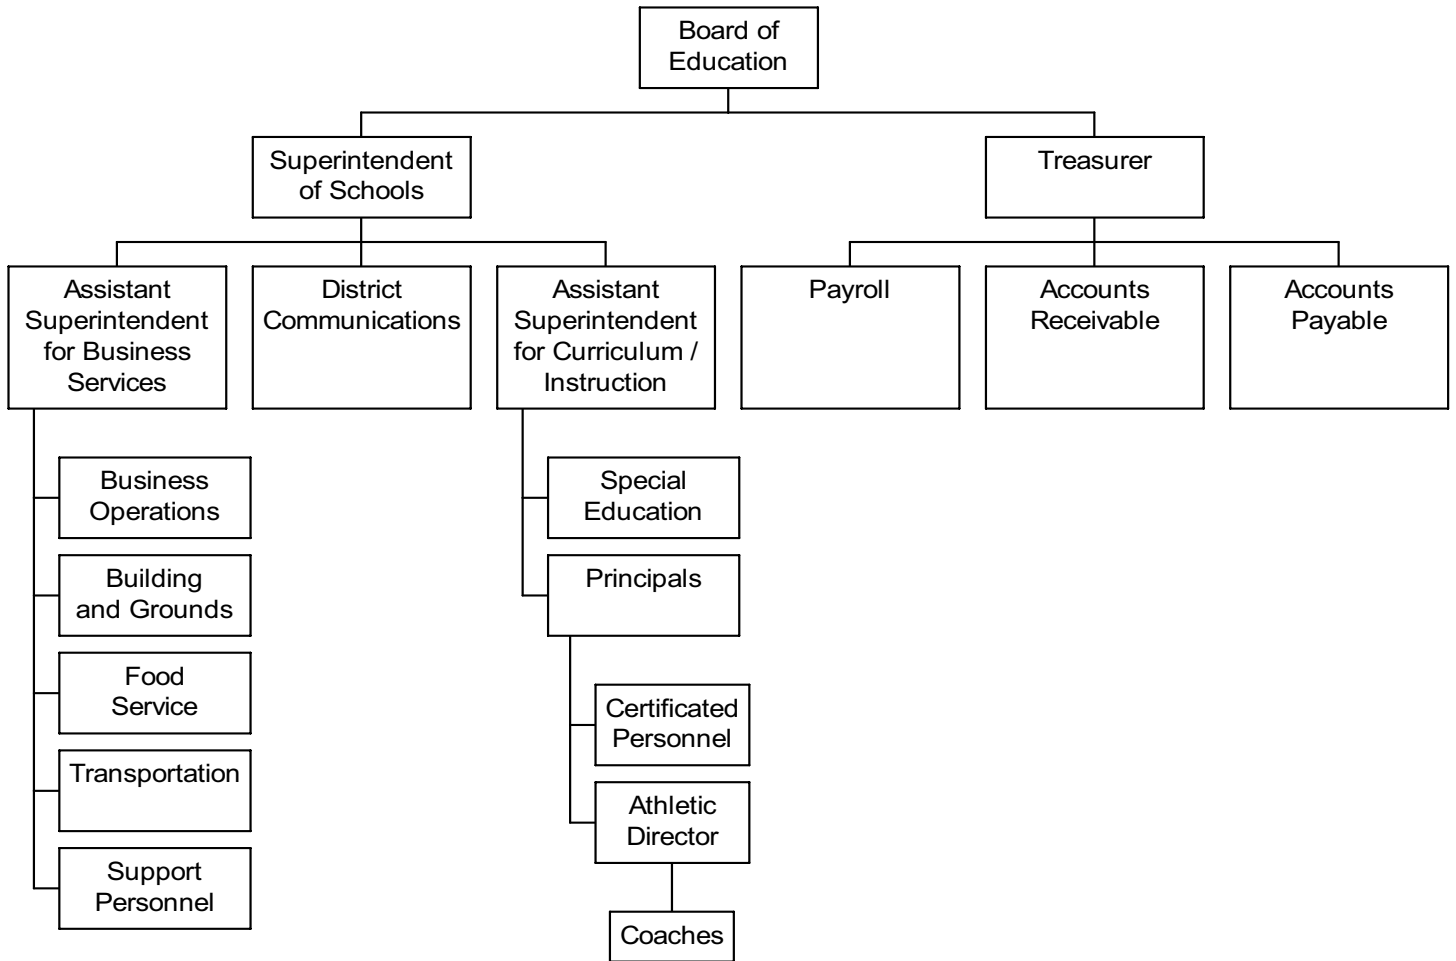 Board of
Education
Superintendent
of Schools
Treasurer
Assistant
Superintendent
for Business
Services
District
Communications
Assistant
Superintendent
for Curriculum /
Instruction
Payroll
Accounts
Receivable
Accounts
Payable
Business
Operations
Building
and Grounds
Food
Service
Transportation
Support
Personnel
Special
Education
Principals
Certificated
Personnel
Athletic
Director
Coaches